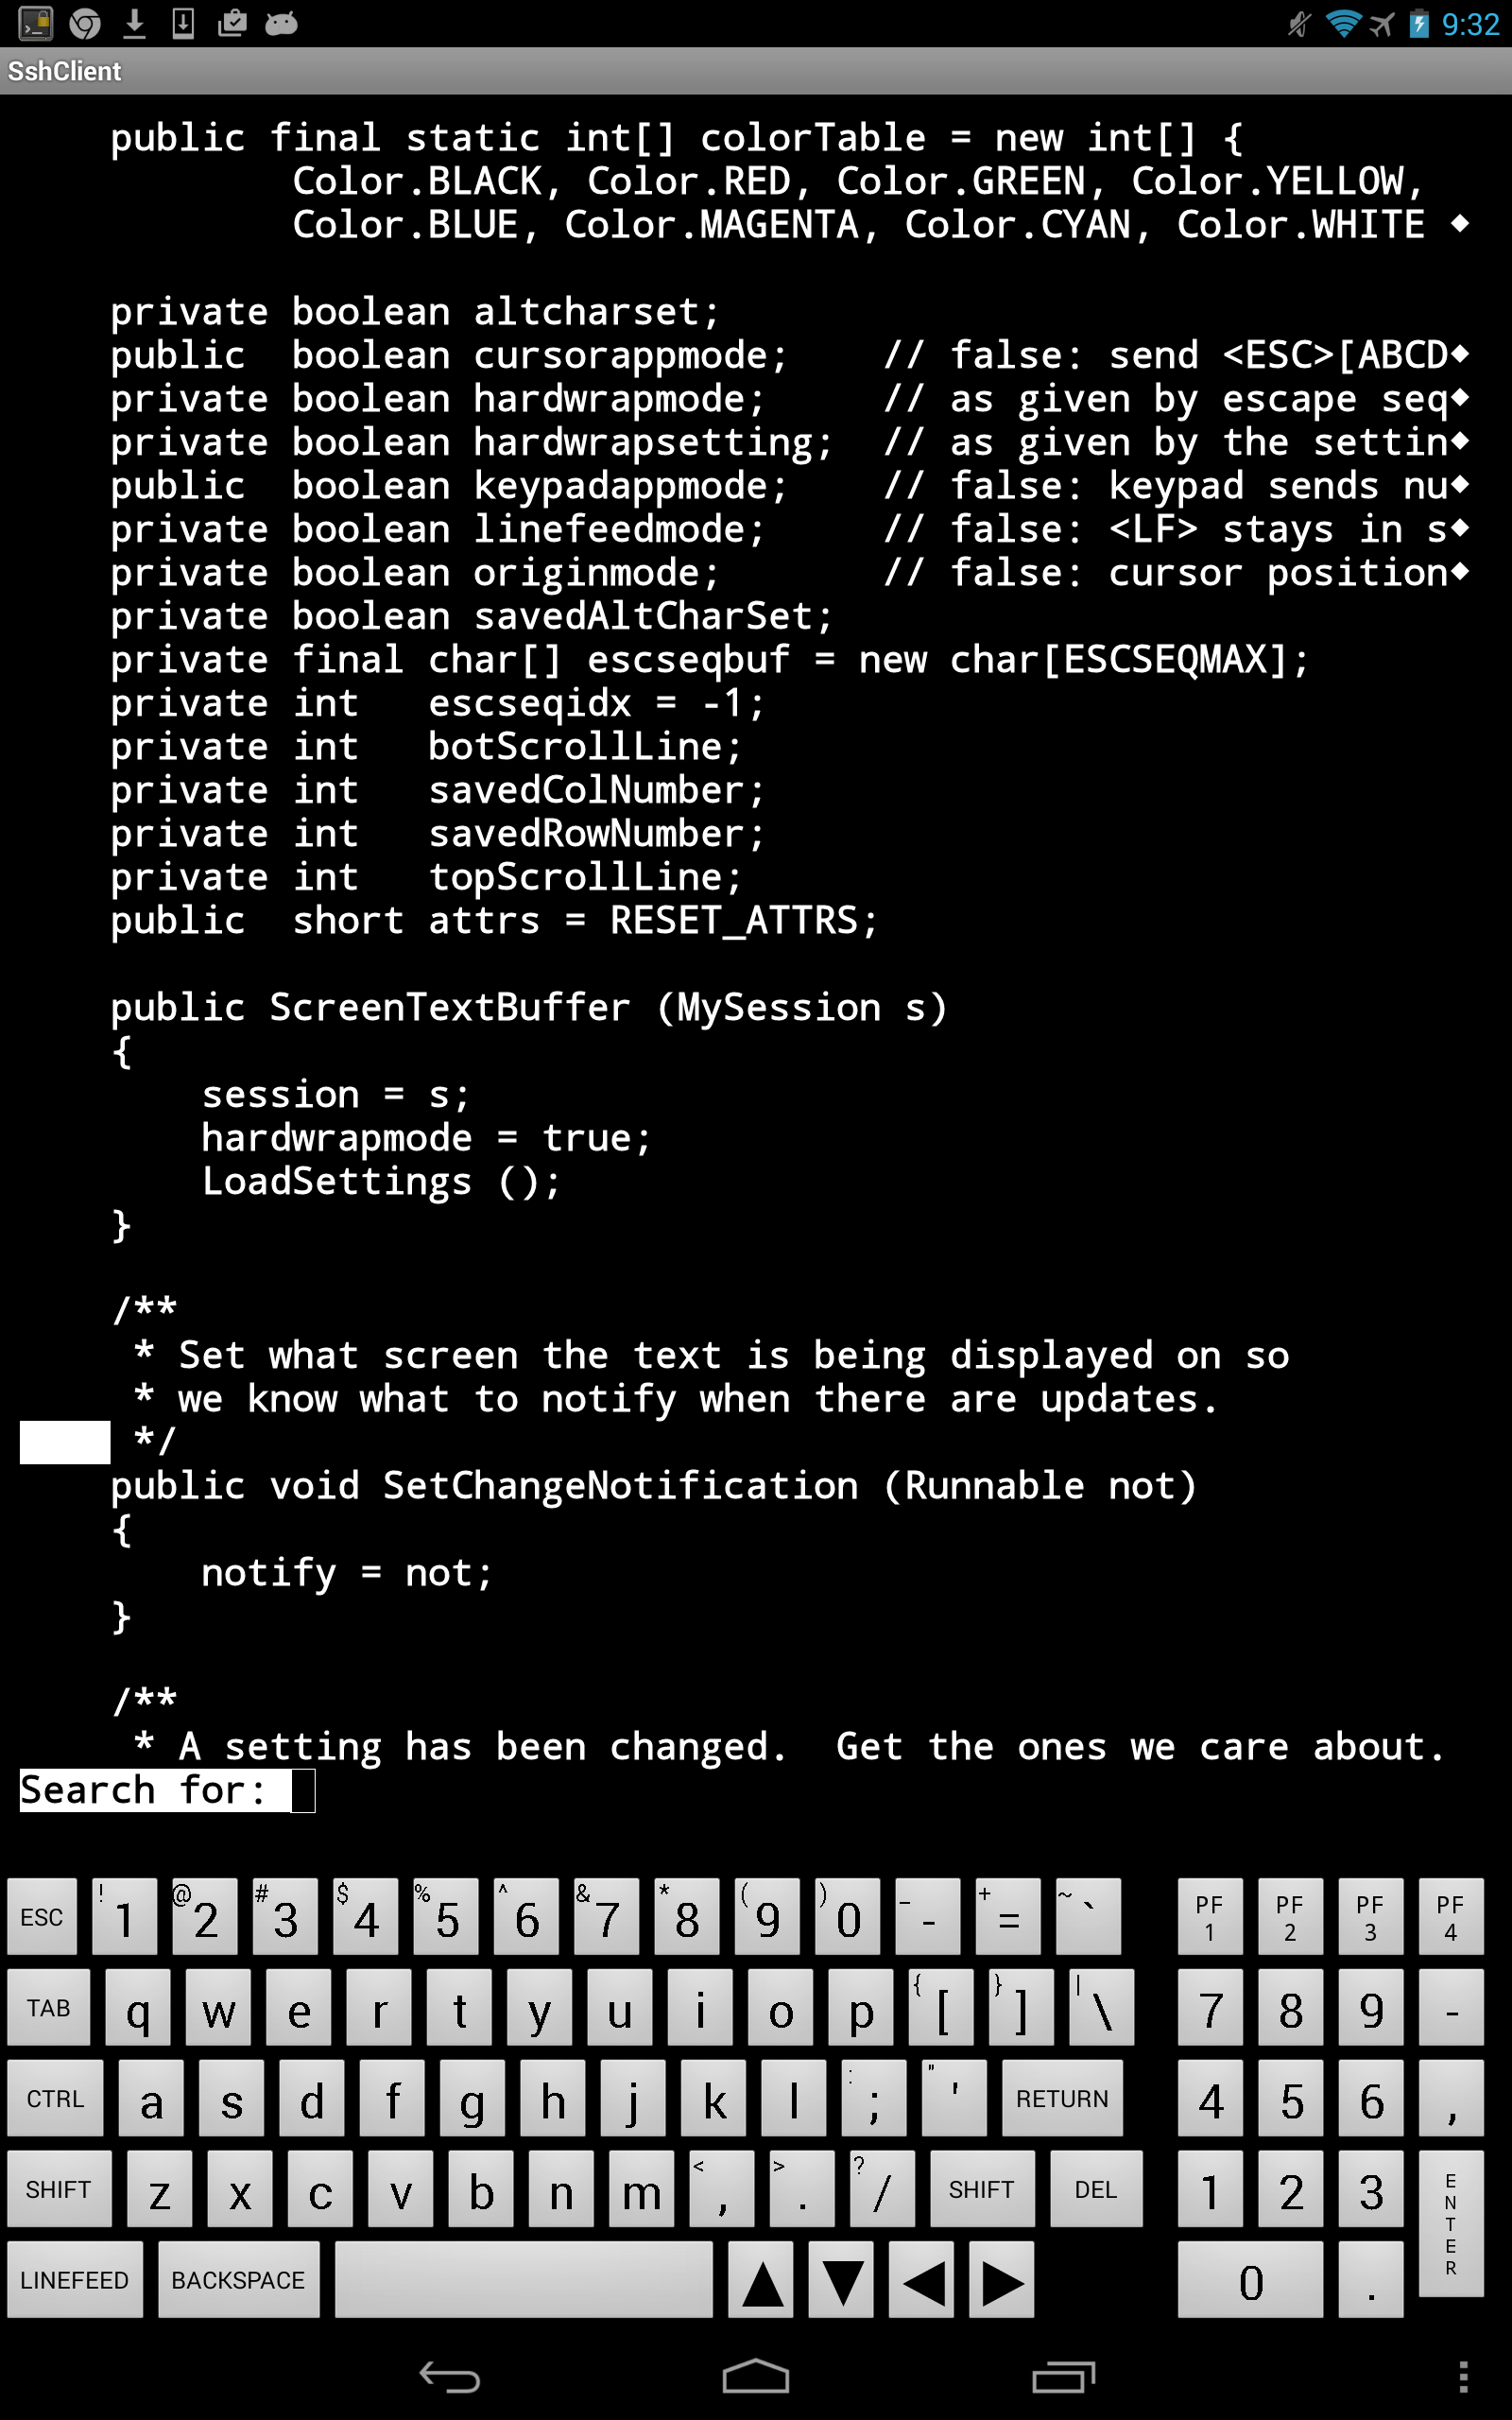 9:32
SshClient
public final static int[] colorTable = new int[] {
Color.BLACK, Color.RED, Color.GREEN, Color.YELLOW,
Color.BLUE, Color.MAGENTA, Color.CYAN, Color.WHITE ◆
private boolean altcharset;
public  boolean cursorappmode;    // false: send <ESC>[ABCD◆
private boolean hardwrapmode;     // as given by escape seq◆
private boolean hardwrapsetting;  // as given by the settin◆
public  boolean keypadappmode;    // false: keypad sends nu◆
private boolean linefeedmode;     // false: <LF> stays in s◆
private boolean originmode;       // false: cursor position◆
private boolean savedAltCharSet;
private final char[] escseqbuf = new char[ESCSEQMAX];
private int   escseqidx = -1;
private int   botScrollLine;
private int   savedColNumber;
private int   savedRowNumber;
private int   topScrollLine;
public  short attrs = RESET_ATTRS;
public ScreenTextBuffer (MySession s)
{
session = s;
hardwrapmode = true;
LoadSettings ();
}
/**
* Set what screen the text is being displayed on so
* we know what to notify when there are updates.
*/
public void SetChangeNotification (Runnable not)
{
notify = not;
}
/**
* A setting has been changed.  Get the ones we care about.
Search for:
ESC ! 1 @ 2 # 3 $ 4 % 5 ^ 6 & 7 * 8 ( 9 ) 0 _ - + = ~ ` PF 1 PF 2 PF 3 PF 4
TAB q w e r t y u i o p { [ } ] | \ 7 8 9 -
CTRL a s d f g h j k l : ; " ' RETURN 4 5 6 ,
SHIFT z x c v b n m < , > . ? / SHIFT DEL 1 2 3 ENTER
LINEFEED BACKSPACE ▲ ▼ ◀ ▶ 0 .